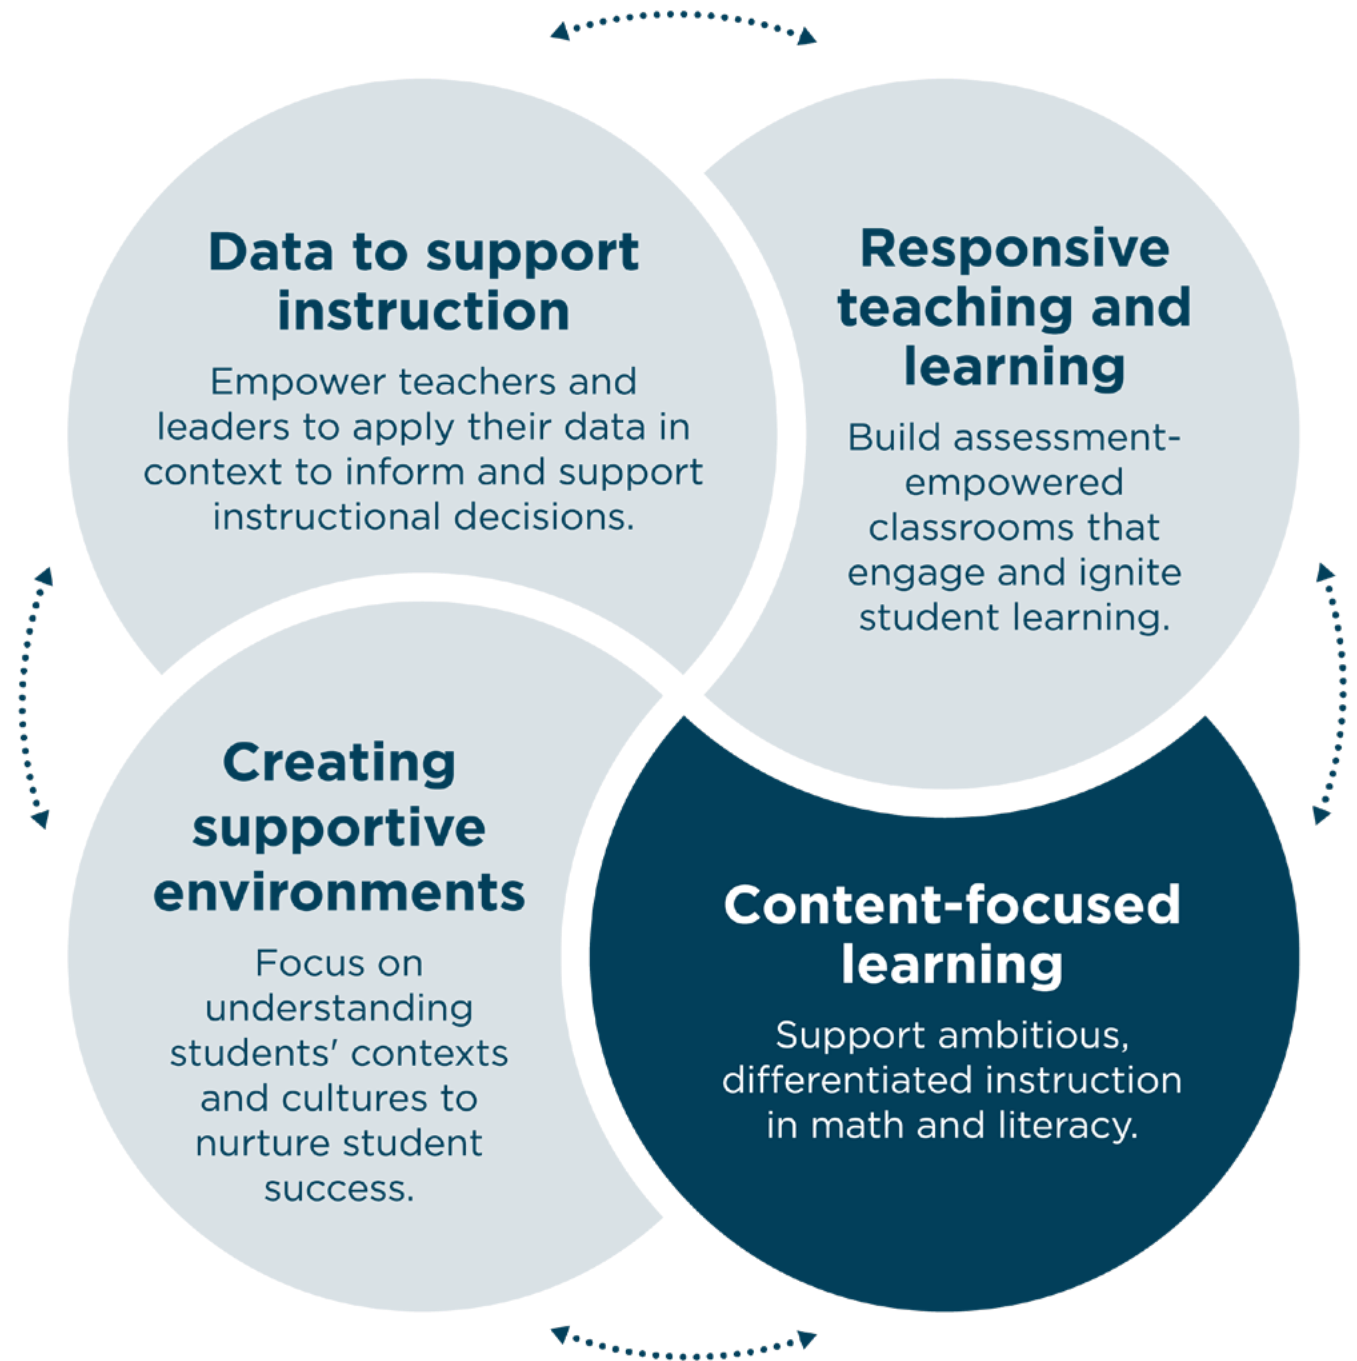 Data to support
instruction
Empower teachers and
leaders to apply their data in
context to inform and support
instructional decisions.
Responsive
teaching and
learning
Build assessment-
empowered
classrooms that
engage and ignite
student learning.
Creating
supportive
environments
Focus on
understanding
students' contexts
and cultures to
nurture student
success.
Content-focused
learning
Support ambitious,
differentiated instruction
in math and literacy.